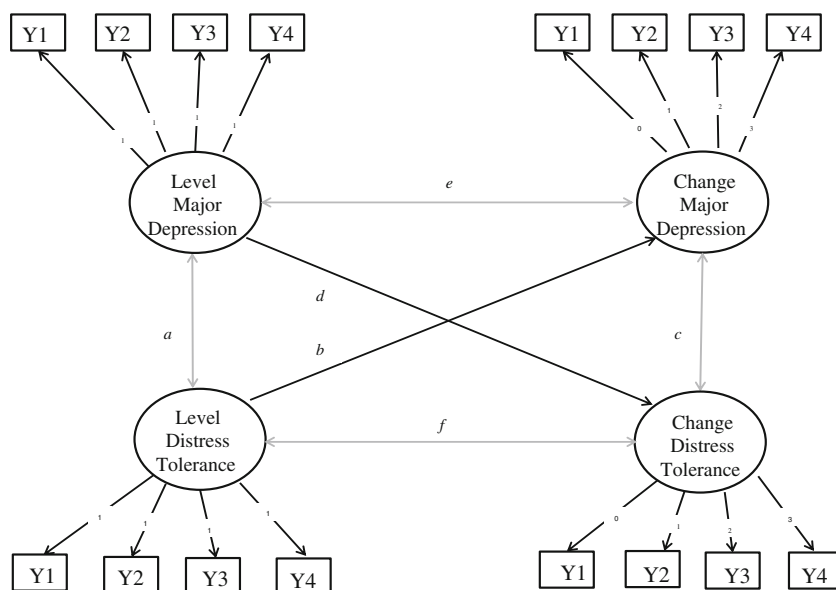 Y1 Y2 Y3 Y4 Y1 Y2 Y3 Y4
1 1 1 1 0 1 2 3
Level
Major
Depression
e
Change
Major
Depression
a
d
b
c
Level
Distress
Tolerance
f
Change
Distress
Tolerance
1 1 1 1 0 1 2 3
Y1 Y2 Y3 Y4 Y1 Y2 Y3 Y4